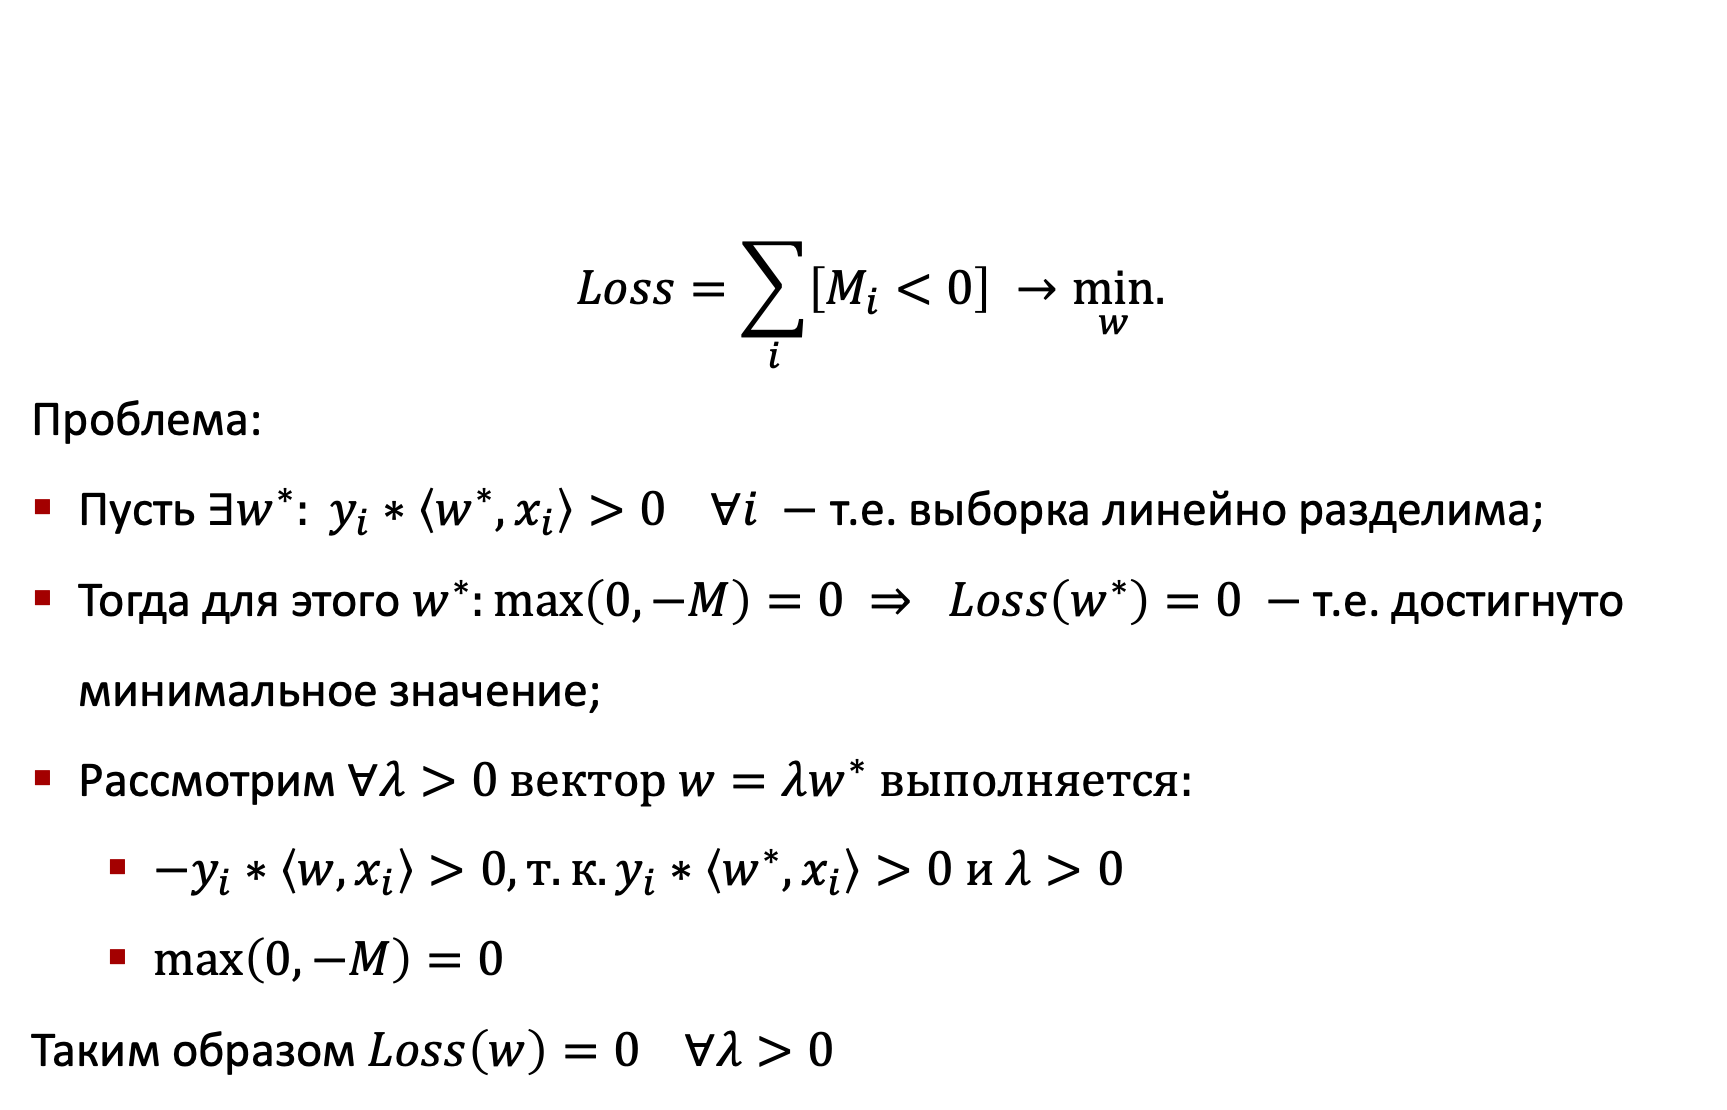 Loss = ∑_i [M_i < 0] → min_w.
Проблема:
▪ Пусть ∃w*: y_i * ⟨w*, x_i⟩ > 0 ∀i − т.е. выборка линейно разделима;
▪ Тогда для этого w*: max(0, −M) = 0 ⇒ Loss(w*) = 0 − т.е. достигнуто
минимальное значение;
▪ Рассмотрим ∀λ > 0 вектор w = λw* выполняется:
▪ −y_i * ⟨w, x_i⟩ > 0, т. к. y_i * ⟨w*, x_i⟩ > 0 и λ > 0
▪ max(0, −M) = 0
Таким образом Loss(w) = 0 ∀λ > 0